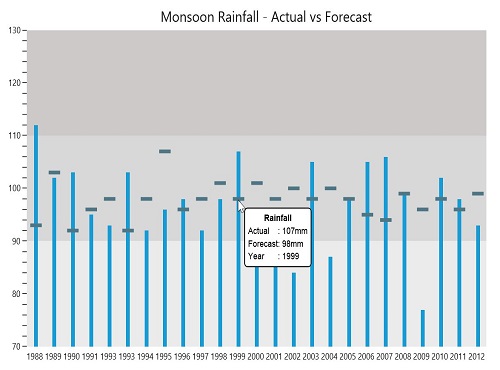 Monsoon Rainfall - Actual vs Forecast
130
120
110
100
90
80
70
Rainfall
Actual : 107mm
Forecast: 98mm
Year : 1999
1988 1989 1990 1991 1993 1993 1994 1995 1996 1997 1998 1999 2000 2001 2002 2003 2004 2005 2006 2007 2008 2009 2010 2011 2012